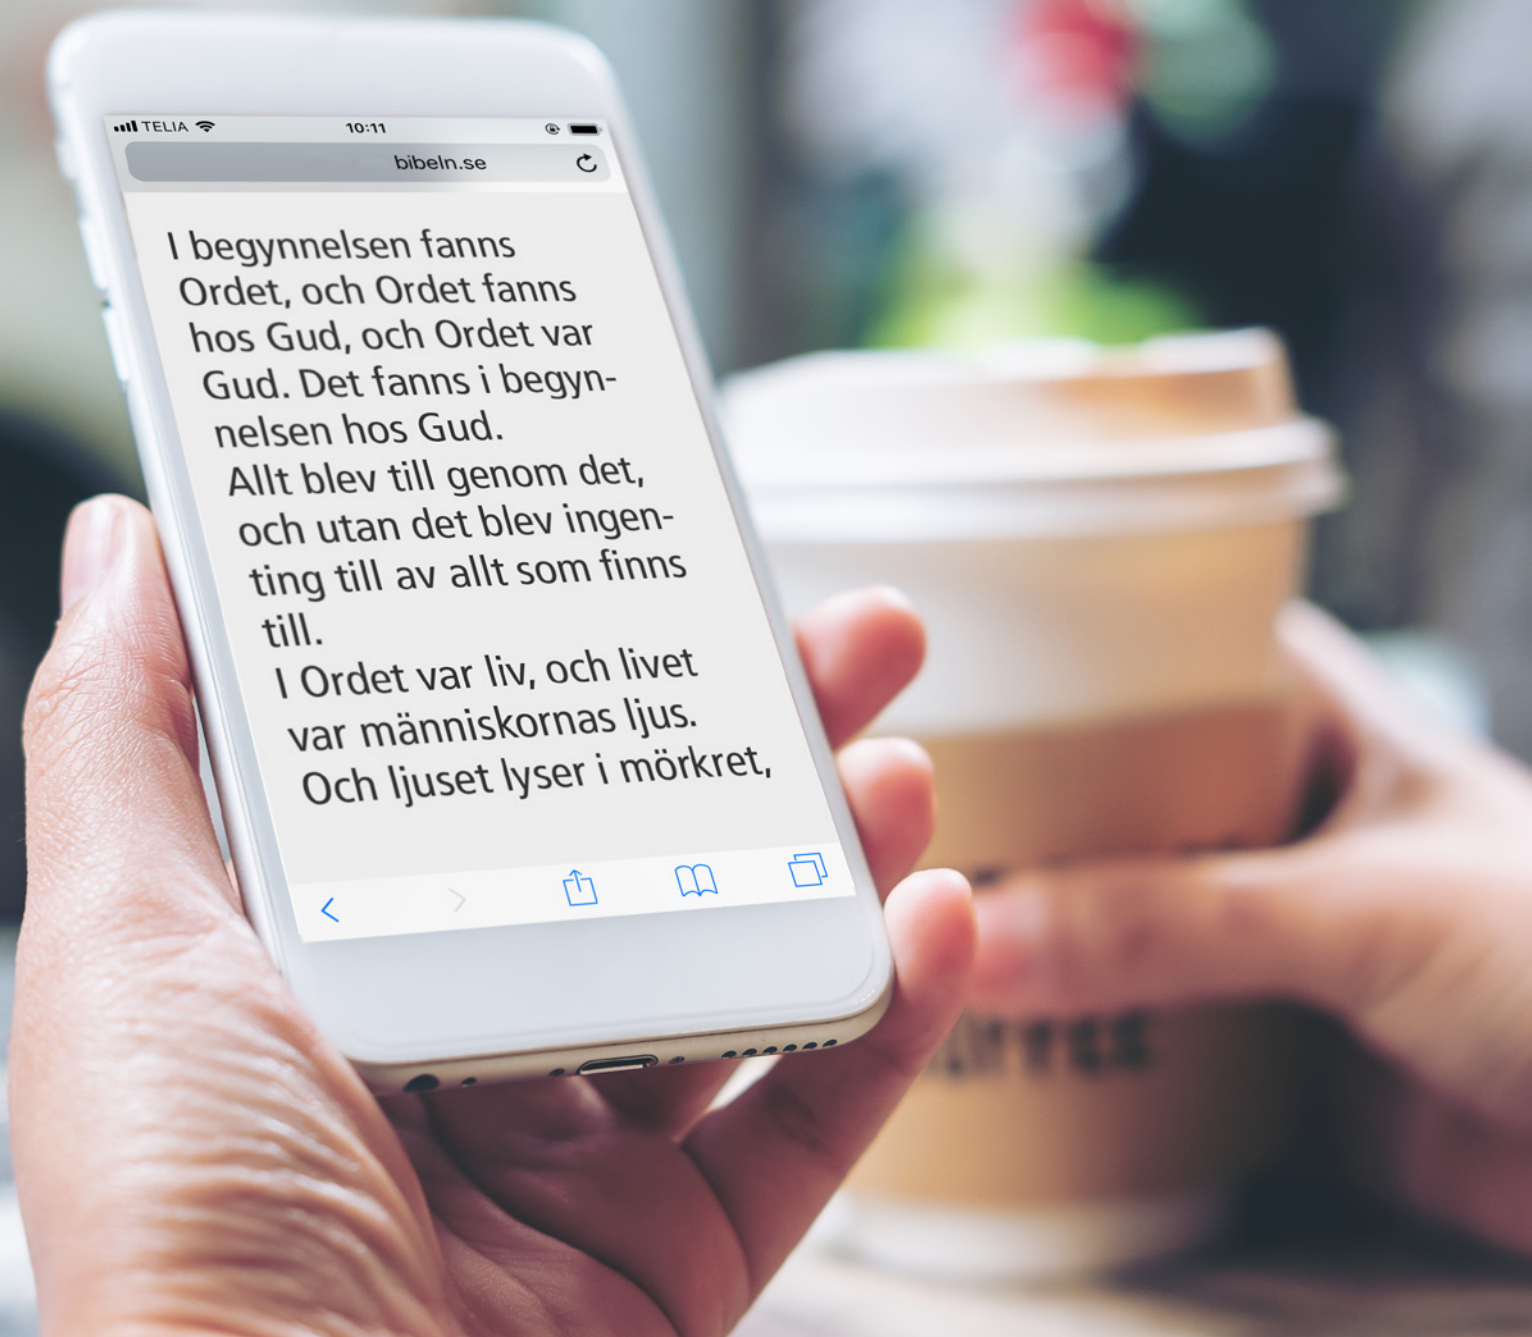 TELIA 10:11
bibeln.se
I begynnelsen fanns
Ordet, och Ordet fanns
hos Gud, och Ordet var
Gud. Det fanns i begyn-
nelsen hos Gud.
Allt blev till genom det,
och utan det blev ingen-
ting till av allt som finns
till.
I Ordet var liv, och livet
var människornas ljus.
Och ljuset lyser i mörkret,